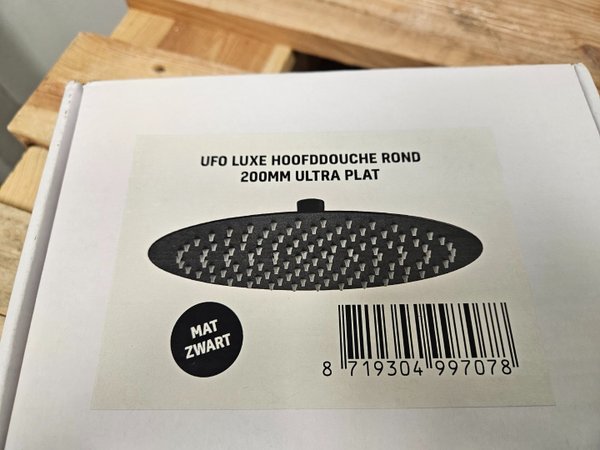 UFO LUXE HOOFDDOUCHE ROND
200MM ULTRA PLAT
MAT
ZWART
8 719304 997078